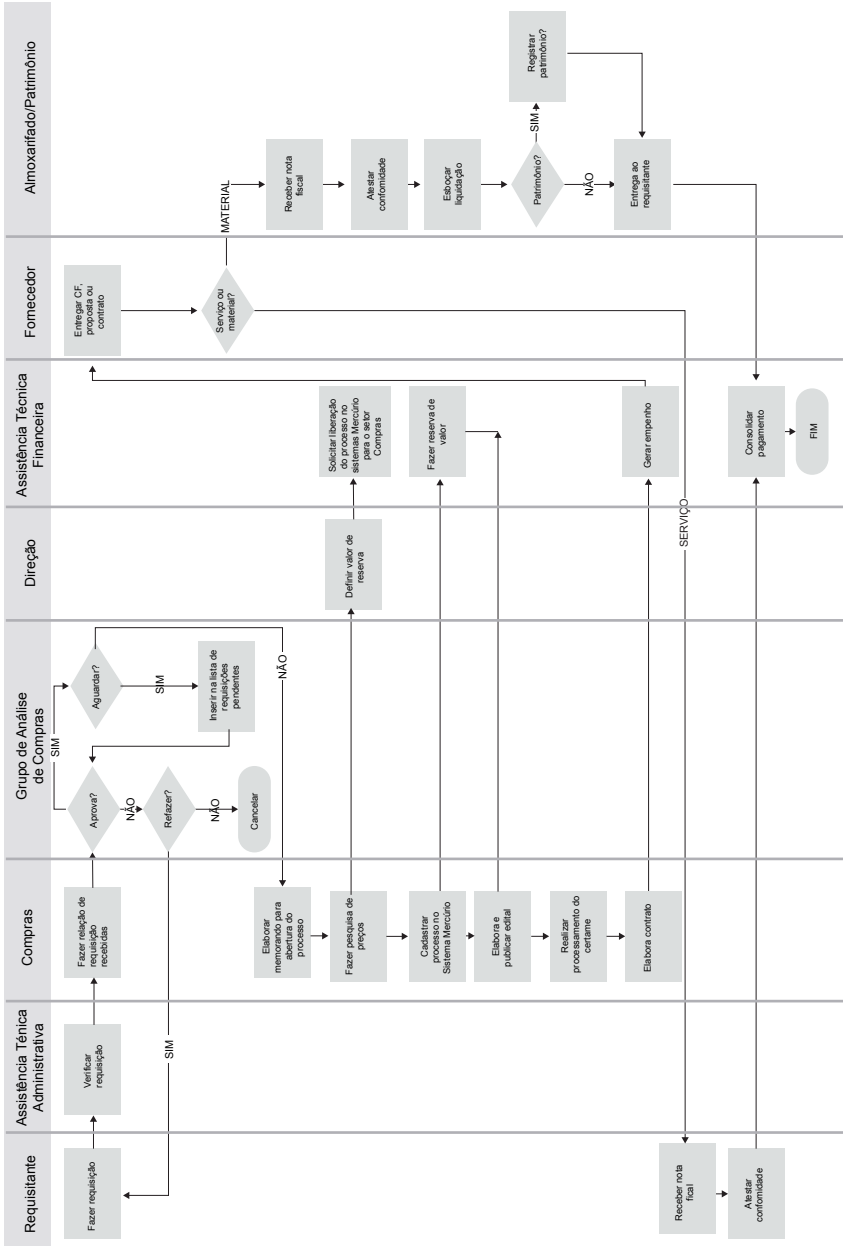 Requisitante
Assistência Ténica
Administrativa
Compras
Grupo de Análise
de Compras
Direção
Assistência Técnica
Financeira
Fornecedor
Almoxarifado/Patrimônio
Fazer requisição
Verificar
requisição
Fazer relação de
requisição
recebidas
Aprova?
SIM
NÃO
Aguardar?
SIM
NÃO
Inserir na lista de
requisições
pendentes
Refazer?
SIM
NÃO
Cancelar
Elaborar
memorando para
abertura do
processo
Fazer pesquisa de
preços
Definir valor de
reserva
Solicitar liberação
do processo no
sistemas Mercúrio
para o setor
Compras
Cadastrar
processo no
Sistema Mercúrio
Fazer reserva de
valor
Elabora e
publicar edital
Realizar
processamento do
certame
Elabora contrato
Gerar empenho
Entregar CF,
proposta ou
contrato
Serviço ou
material?
MATERIAL
SERVIÇO
Receber nota
fiscal
Atestar
confomidade
Esboçar
liquidação
Patrimônio?
SIM
NÃO
Registrar
patrimônio?
Entrega ao
requisitante
Receber nota
fical
Atestar
confomidade
Consolidar
pagamento
FIM